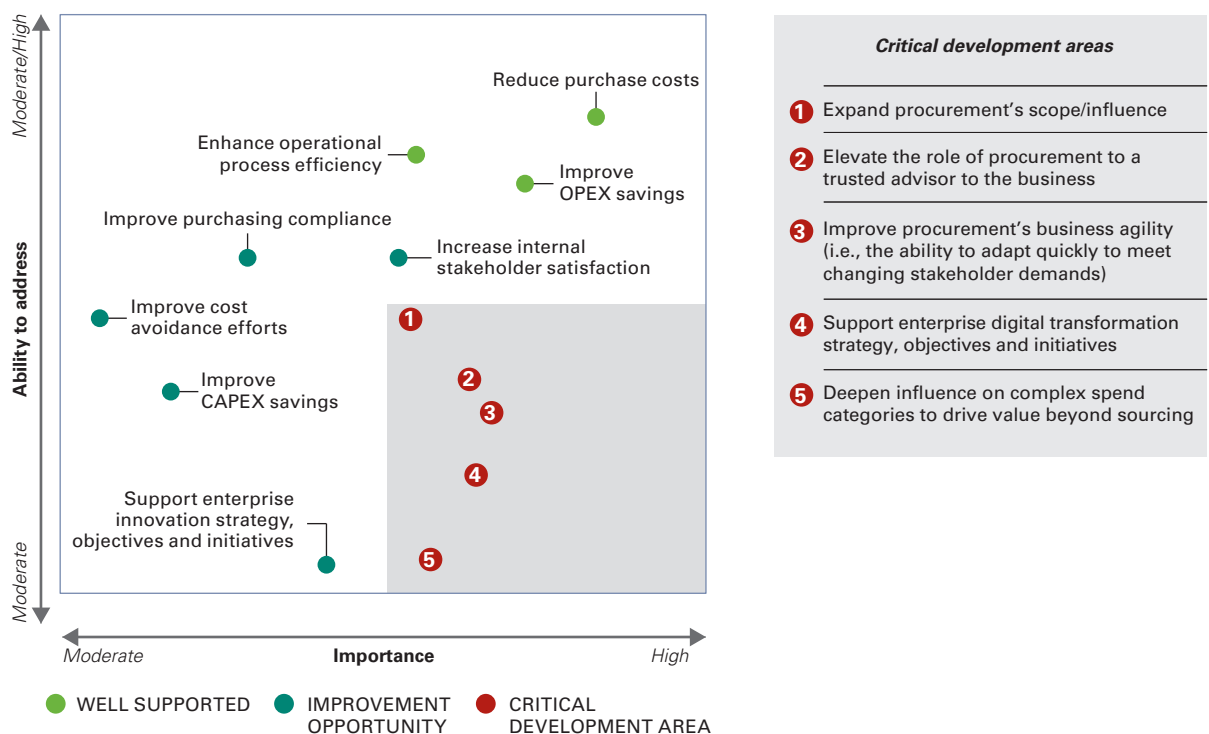 Moderate/High
Ability to address
Moderate
Reduce purchase costs
Enhance operational
process efficiency
Improve
OPEX savings
Improve purchasing compliance
Increase internal
stakeholder satisfaction
Improve cost
avoidance efforts
1
Improve
CAPEX savings
2
3
4
Support enterprise
innovation strategy,
objectives and initiatives
5
Moderate
Importance
High
WELL SUPPORTED
IMPROVEMENT
OPPORTUNITY
CRITICAL
DEVELOPMENT AREA
Critical development areas
1 Expand procurement’s scope/influence
2 Elevate the role of procurement to a
trusted advisor to the business
3 Improve procurement’s business agility
(i.e., the ability to adapt quickly to meet
changing stakeholder demands)
4 Support enterprise digital transformation
strategy, objectives and initiatives
5 Deepen influence on complex spend
categories to drive value beyond sourcing